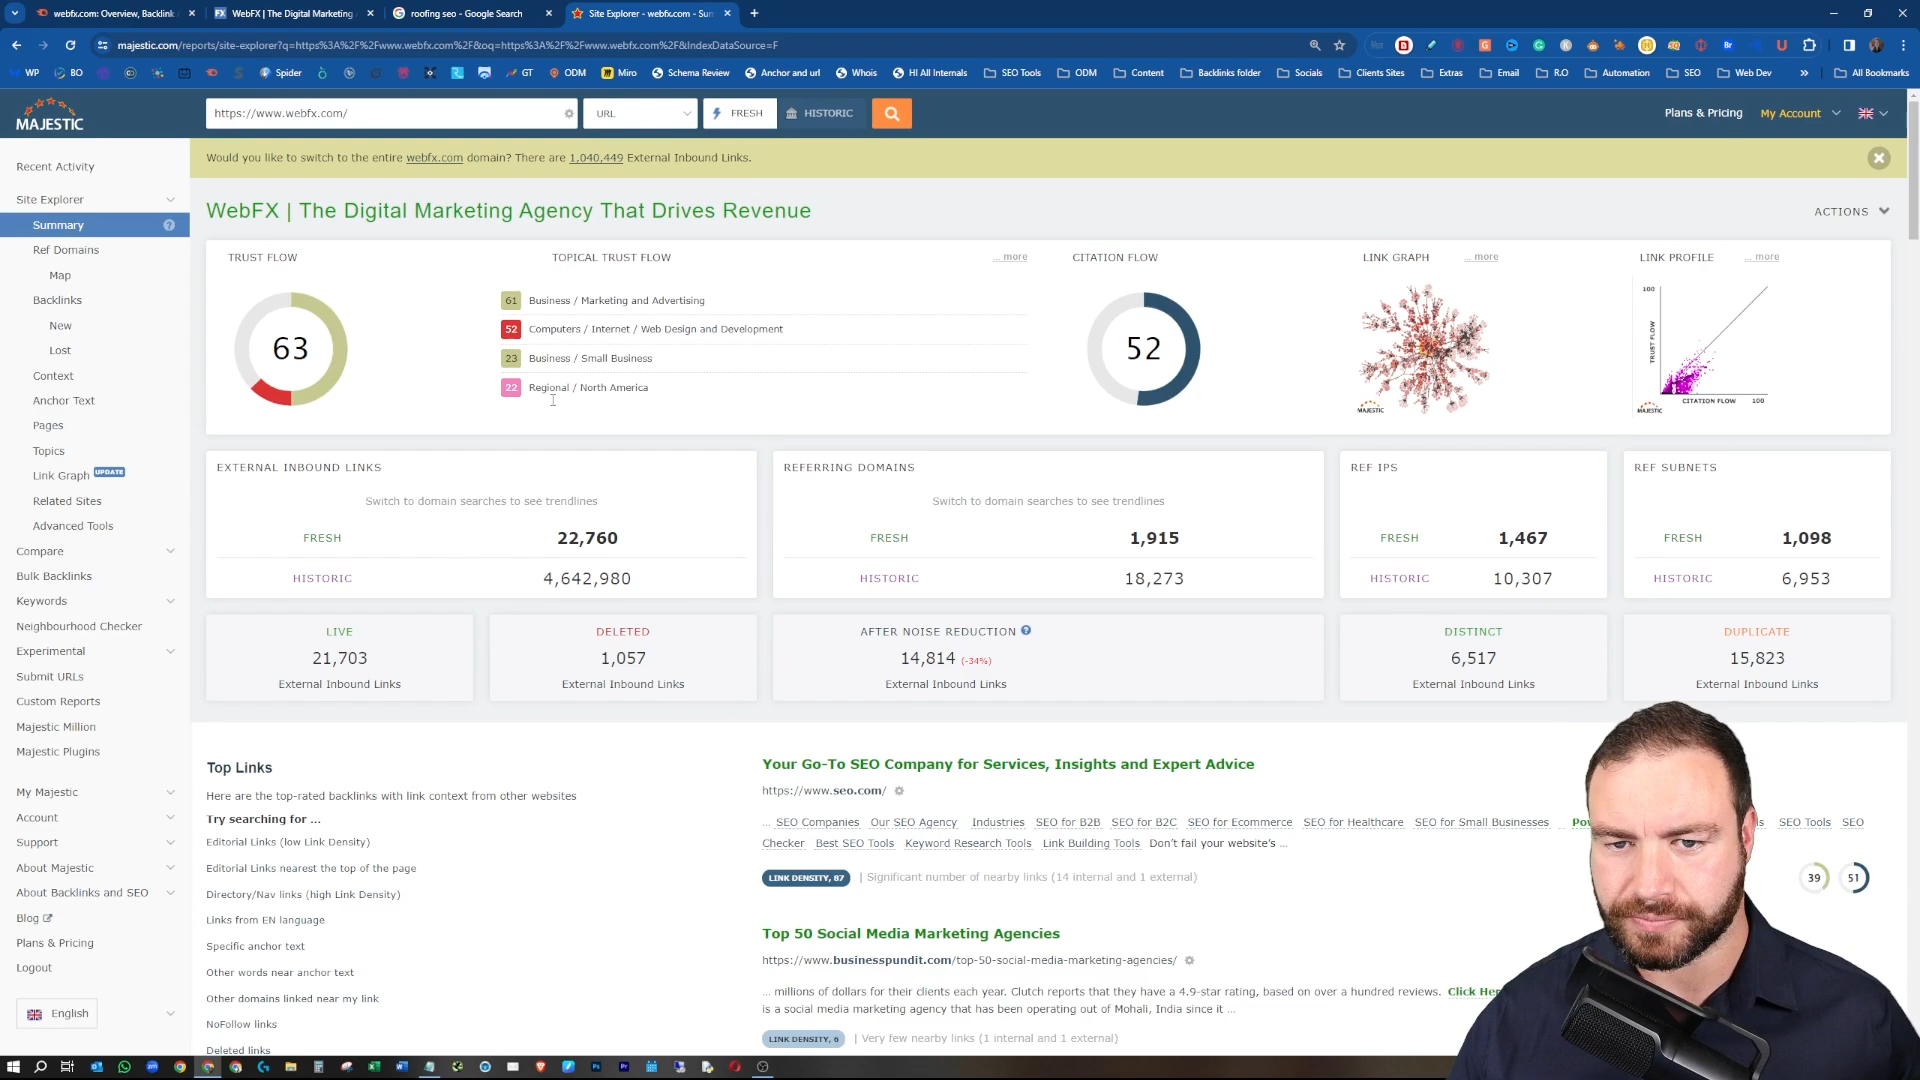 webfx.com: Overview, Backlink
WebFX | The Digital Marketing
roofing seo - Google Search
Site Explorer - webfx.com - Sum
majestic.com/reports/site-explorer?q=https%3A%2F%2Fwww.webfx.com%2F&oq=https%3A%2F%2Fwww.webfx.com%2F&IndexDataSource=F
WP BO Spider GT ODM Miro Schema Review Anchor and url Whois HI All Internals SEO Tools ODM Content Backlinks folder Socials Clients Sites Extras Email R.O Automation SEO Web Dev » All Bookmarks
MAJESTIC
https://www.webfx.com/
URL
FRESH
HISTORIC
Plans & Pricing
My Account
Would you like to switch to the entire webfx.com domain? There are 1,040,449 External Inbound Links.
Recent Activity
Site Explorer
Summary
Ref Domains
Map
Backlinks
New
Lost
Context
Anchor Text
Pages
Topics
Link Graph UPDATE
Related Sites
Advanced Tools
Compare
Bulk Backlinks
Keywords
Neighbourhood Checker
Experimental
Submit URLs
Custom Reports
Majestic Million
Majestic Plugins
My Majestic
Account
Support
About Majestic
About Backlinks and SEO
Blog
Plans & Pricing
Logout
English
WebFX | The Digital Marketing Agency That Drives Revenue
ACTIONS
TRUST FLOW
63
TOPICAL TRUST FLOW
... more
61 Business / Marketing and Advertising
52 Computers / Internet / Web Design and Development
23 Business / Small Business
22 Regional / North America
CITATION FLOW
52
LINK GRAPH
... more
MAJESTIC
LINK PROFILE
... more
100
TRUST FLOW
CITATION FLOW 100
MAJESTIC
EXTERNAL INBOUND LINKS
Switch to domain searches to see trendlines
FRESH 22,760
HISTORIC 4,642,980
REFERRING DOMAINS
Switch to domain searches to see trendlines
FRESH 1,915
HISTORIC 18,273
REF IPS
FRESH 1,467
HISTORIC 10,307
REF SUBNETS
FRESH 1,098
HISTORIC 6,953
LIVE
21,703
External Inbound Links
DELETED
1,057
External Inbound Links
AFTER NOISE REDUCTION
14,814 (-34%)
External Inbound Links
DISTINCT
6,517
External Inbound Links
DUPLICATE
15,823
External Inbound Links
Top Links
Here are the top-rated backlinks with link context from other websites
Try searching for ...
Editorial Links (low Link Density)
Editorial Links nearest the top of the page
Directory/Nav links (high Link Density)
Links from EN language
Specific anchor text
Other words near anchor text
Other domains linked near my link
NoFollow links
Deleted links
Your Go-To SEO Company for Services, Insights and Expert Advice
https://www.seo.com/
... SEO Companies Our SEO Agency Industries SEO for B2B SEO for B2C SEO for Ecommerce SEO for Healthcare SEO for Small Businesses ... SEO Tools SEO
Checker Best SEO Tools Keyword Research Tools Link Building Tools Don't fail your website's ...
LINK DENSITY, 87 | Significant number of nearby links (14 internal and 1 external)
39 51
Top 50 Social Media Marketing Agencies
https://www.businesspundit.com/top-50-social-media-marketing-agencies/
... millions of dollars for their clients each year. Clutch reports that they have a 4.9-star rating, based on over a hundred reviews. Click
is a social media marketing agency that has been operating out of Mohali, India since it ...
LINK DENSITY, 6 | Very few nearby links (1 internal and 1 external)